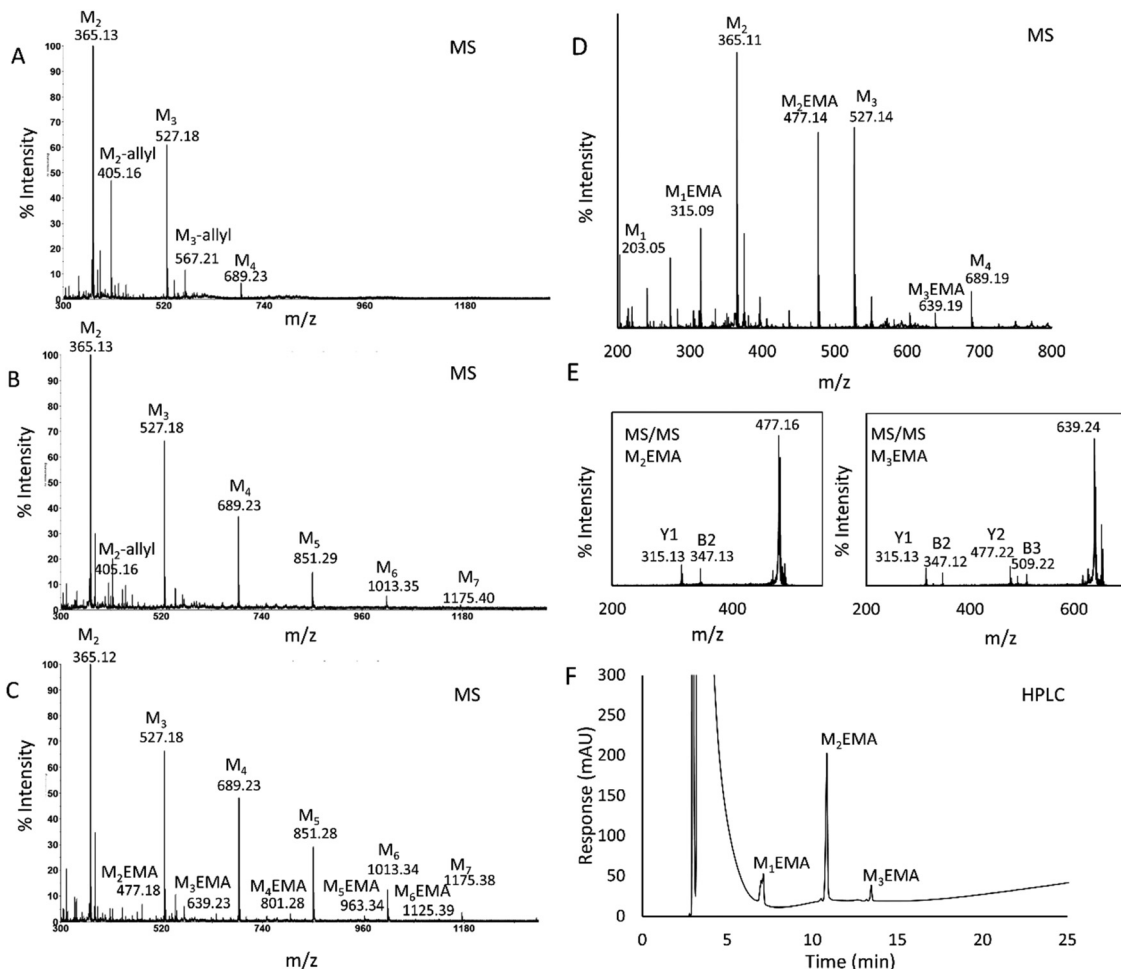 A
MS
% Intensity
100
90
80
70
60
50
40
30
20
10
0
M₂
365.13
M₃
527.18
M₂-allyl
405.16
M₃-allyl
567.21
M₄
689.23
300
520
740
960
1180
m/z
B
MS
% Intensity
100
90
80
70
60
50
40
30
20
10
0
M₂
365.13
M₃
527.18
M₄
689.23
M₂-allyl
405.16
M₅
851.29
M₆
1013.35
M₇
1175.40
300
520
740
960
1180
m/z
C
MS
% Intensity
100
90
80
70
60
50
40
30
20
10
0
M₂
365.12
M₃
527.18
M₄
689.23
M₅
851.28
M₆
1013.34
M₇
1175.38
M₂EMA
477.18
M₃EMA
639.23
M₄EMA
801.28
M₅EMA
963.34
M₆EMA
1125.39
300
520
740
960
1180
m/z
D
MS
% Intensity
M₂
365.11
M₂EMA
477.14
M₃
527.14
M₁EMA
315.09
M₁
203.05
M₄
689.19
M₃EMA
639.19
200
300
400
500
600
700
800
m/z
E
% Intensity
MS/MS
M₂EMA
477.16
Y1
315.13
B2
347.13
200
400
m/z
% Intensity
MS/MS
M₃EMA
639.24
Y1
315.13
B2
347.12
Y2
477.22
B3
509.22
200
400
600
m/z
F
HPLC
Response (mAU)
300
250
200
150
100
50
0
M₂EMA
M₁EMA
M₃EMA
0
5
10
15
20
25
Time (min)